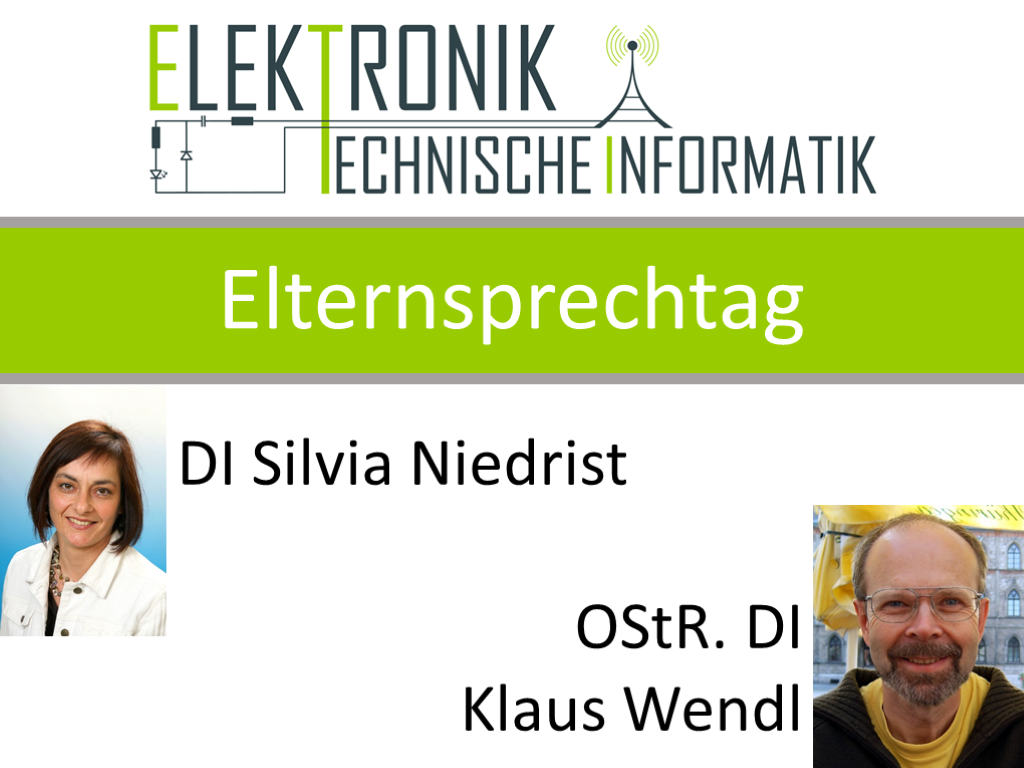 ELEKTRONIK
TECHNISCHE INFORMATIK
Elternsprechtag
DI Silvia Niedrist
OStR. DI
Klaus Wendl